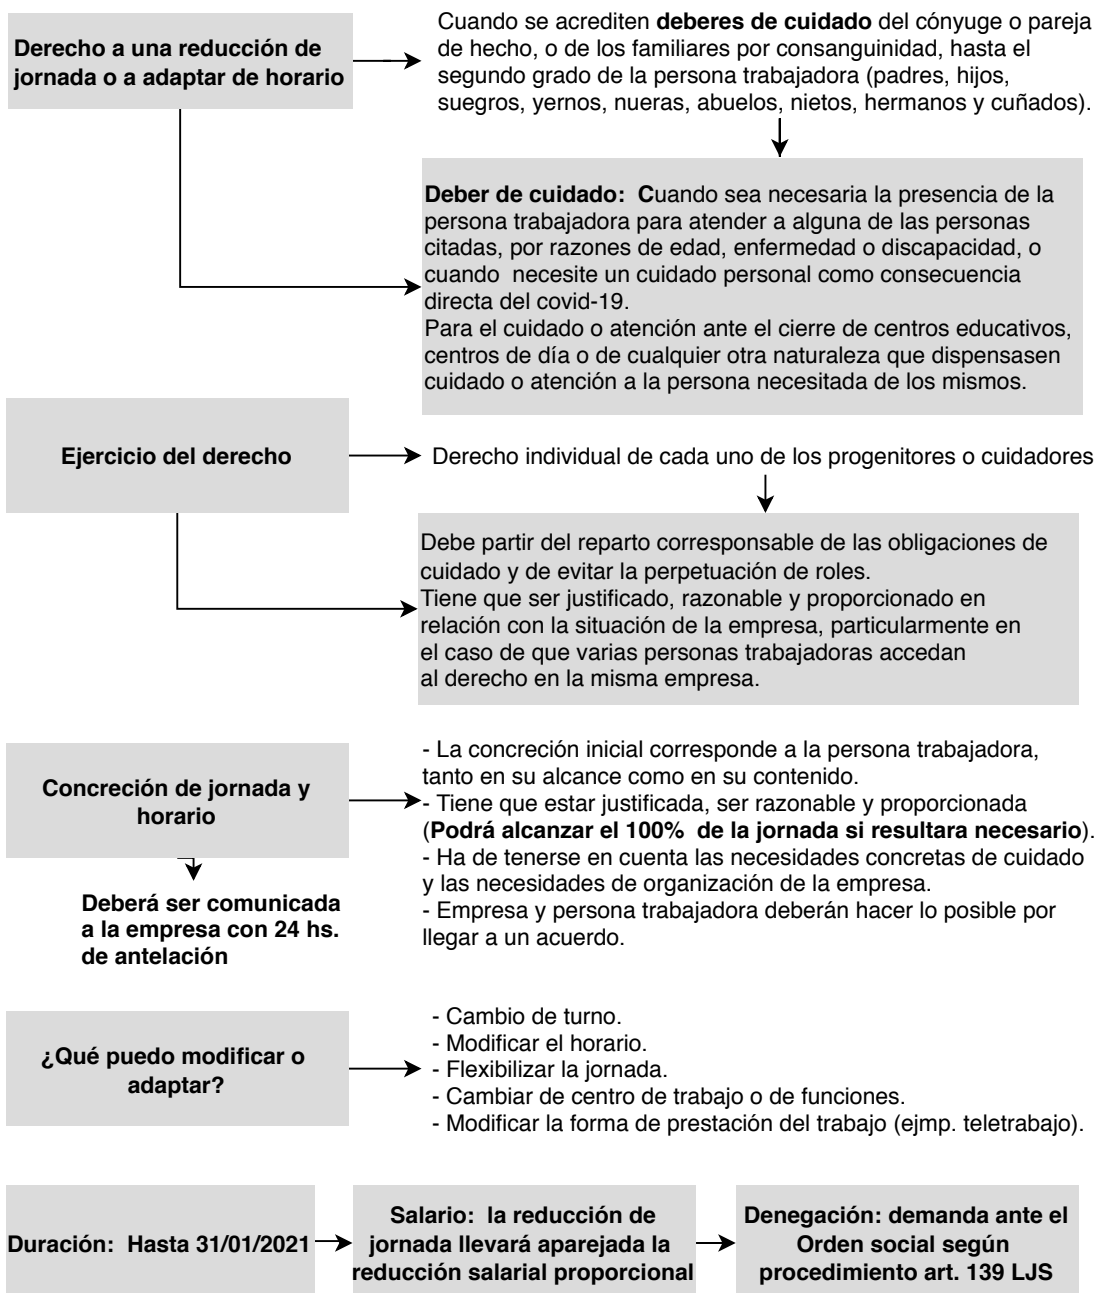 Derecho a una reducción de
jornada o a adaptar de horario
Cuando se acrediten deberes de cuidado del cónyuge o pareja
de hecho, o de los familiares por consanguinidad, hasta el
segundo grado de la persona trabajadora (padres, hijos,
suegros, yernos, nueras, abuelos, nietos, hermanos y cuñados).
Deber de cuidado: Cuando sea necesaria la presencia de la
persona trabajadora para atender a alguna de las personas
citadas, por razones de edad, enfermedad o discapacidad, o
cuando necesite un cuidado personal como consecuencia
directa del covid-19.
Para el cuidado o atención ante el cierre de centros educativos,
centros de día o de cualquier otra naturaleza que dispensasen
cuidado o atención a la persona necesitada de los mismos.
Ejercicio del derecho
Derecho individual de cada uno de los progenitores o cuidadores
Debe partir del reparto corresponsable de las obligaciones de
cuidado y de evitar la perpetuación de roles.
Tiene que ser justificado, razonable y proporcionado en
relación con la situación de la empresa, particularmente en
el caso de que varias personas trabajadoras accedan
al derecho en la misma empresa.
Concreción de jornada y
horario
Deberá ser comunicada
a la empresa con 24 hs.
de antelación
- La concreción inicial corresponde a la persona trabajadora,
tanto en su alcance como en su contenido.
- Tiene que estar justificada, ser razonable y proporcionada
(Podrá alcanzar el 100% de la jornada si resultara necesario).
- Ha de tenerse en cuenta las necesidades concretas de cuidado
y las necesidades de organización de la empresa.
- Empresa y persona trabajadora deberán hacer lo posible por
llegar a un acuerdo.
¿Qué puedo modificar o
adaptar?
- Cambio de turno.
- Modificar el horario.
- Flexibilizar la jornada.
- Cambiar de centro de trabajo o de funciones.
- Modificar la forma de prestación del trabajo (ejmp. teletrabajo).
Duración: Hasta 31/01/2021
Salario: la reducción de
jornada llevará aparejada la
reducción salarial proporcional
Denegación: demanda ante el
Orden social según
procedimiento art. 139 LJS